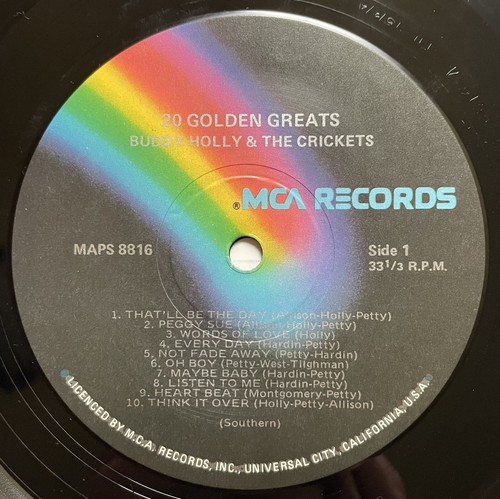 20 GOLDEN GREATS
BUDDY HOLLY & THE CRICKETS
®MCA RECORDS
MAPS 8816
Side 1
33 1/3 R.P.M.
1. THAT'LL BE THE DAY (Allison-Holly-Petty)
2. PEGGY SUE (Allison-Holly-Petty)
3. WORDS OF LOVE (Holly)
4. EVERY DAY (Hardin-Petty)
5. NOT FADE AWAY (Petty-Hardin)
6. OH BOY (Petty-West-Tilghman)
7. MAYBE BABY (Hardin-Petty)
8. LISTEN TO ME (Hardin-Petty)
9. HEART BEAT (Montgomery-Petty)
10. THINK IT OVER (Holly-Petty-Allison)
(Southern)
LICENCED BY M.C.A. RECORDS, INC., UNIVERSAL CITY, CALIFORNIA, U.S.A.